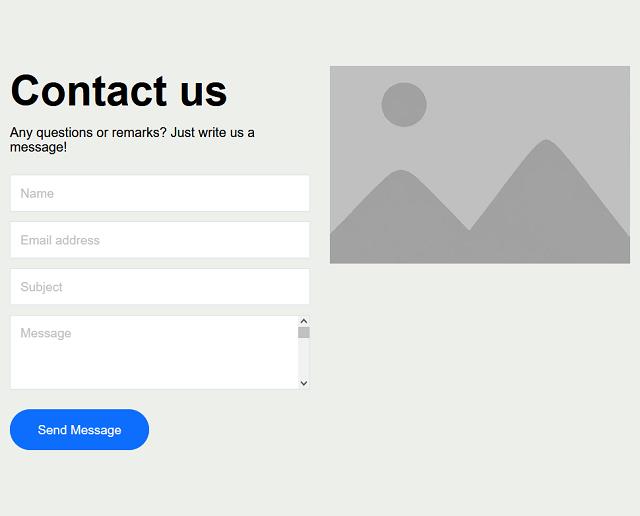 Contact us
Any questions or remarks? Just write us a
message!
Name
Email address
Subject
Message
Send Message